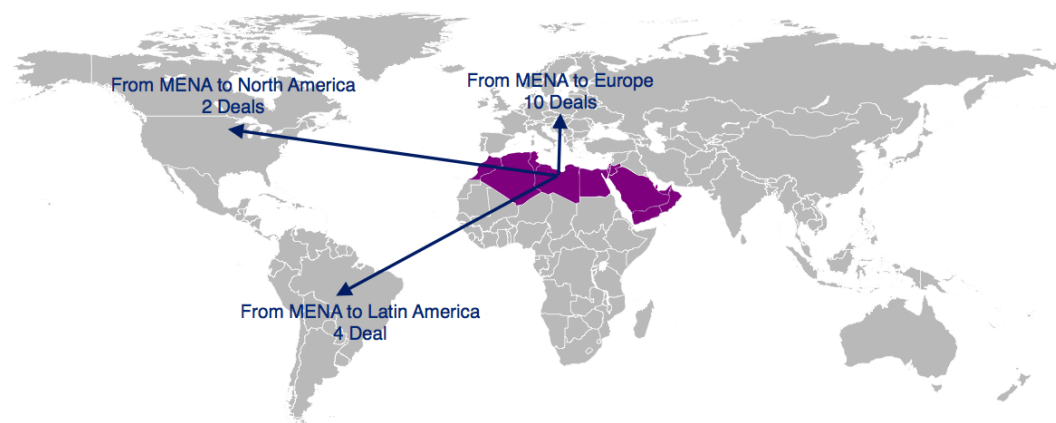 From MENA to North America
2 Deals
From MENA to Europe
10 Deals
From MENA to Latin America
4 Deal